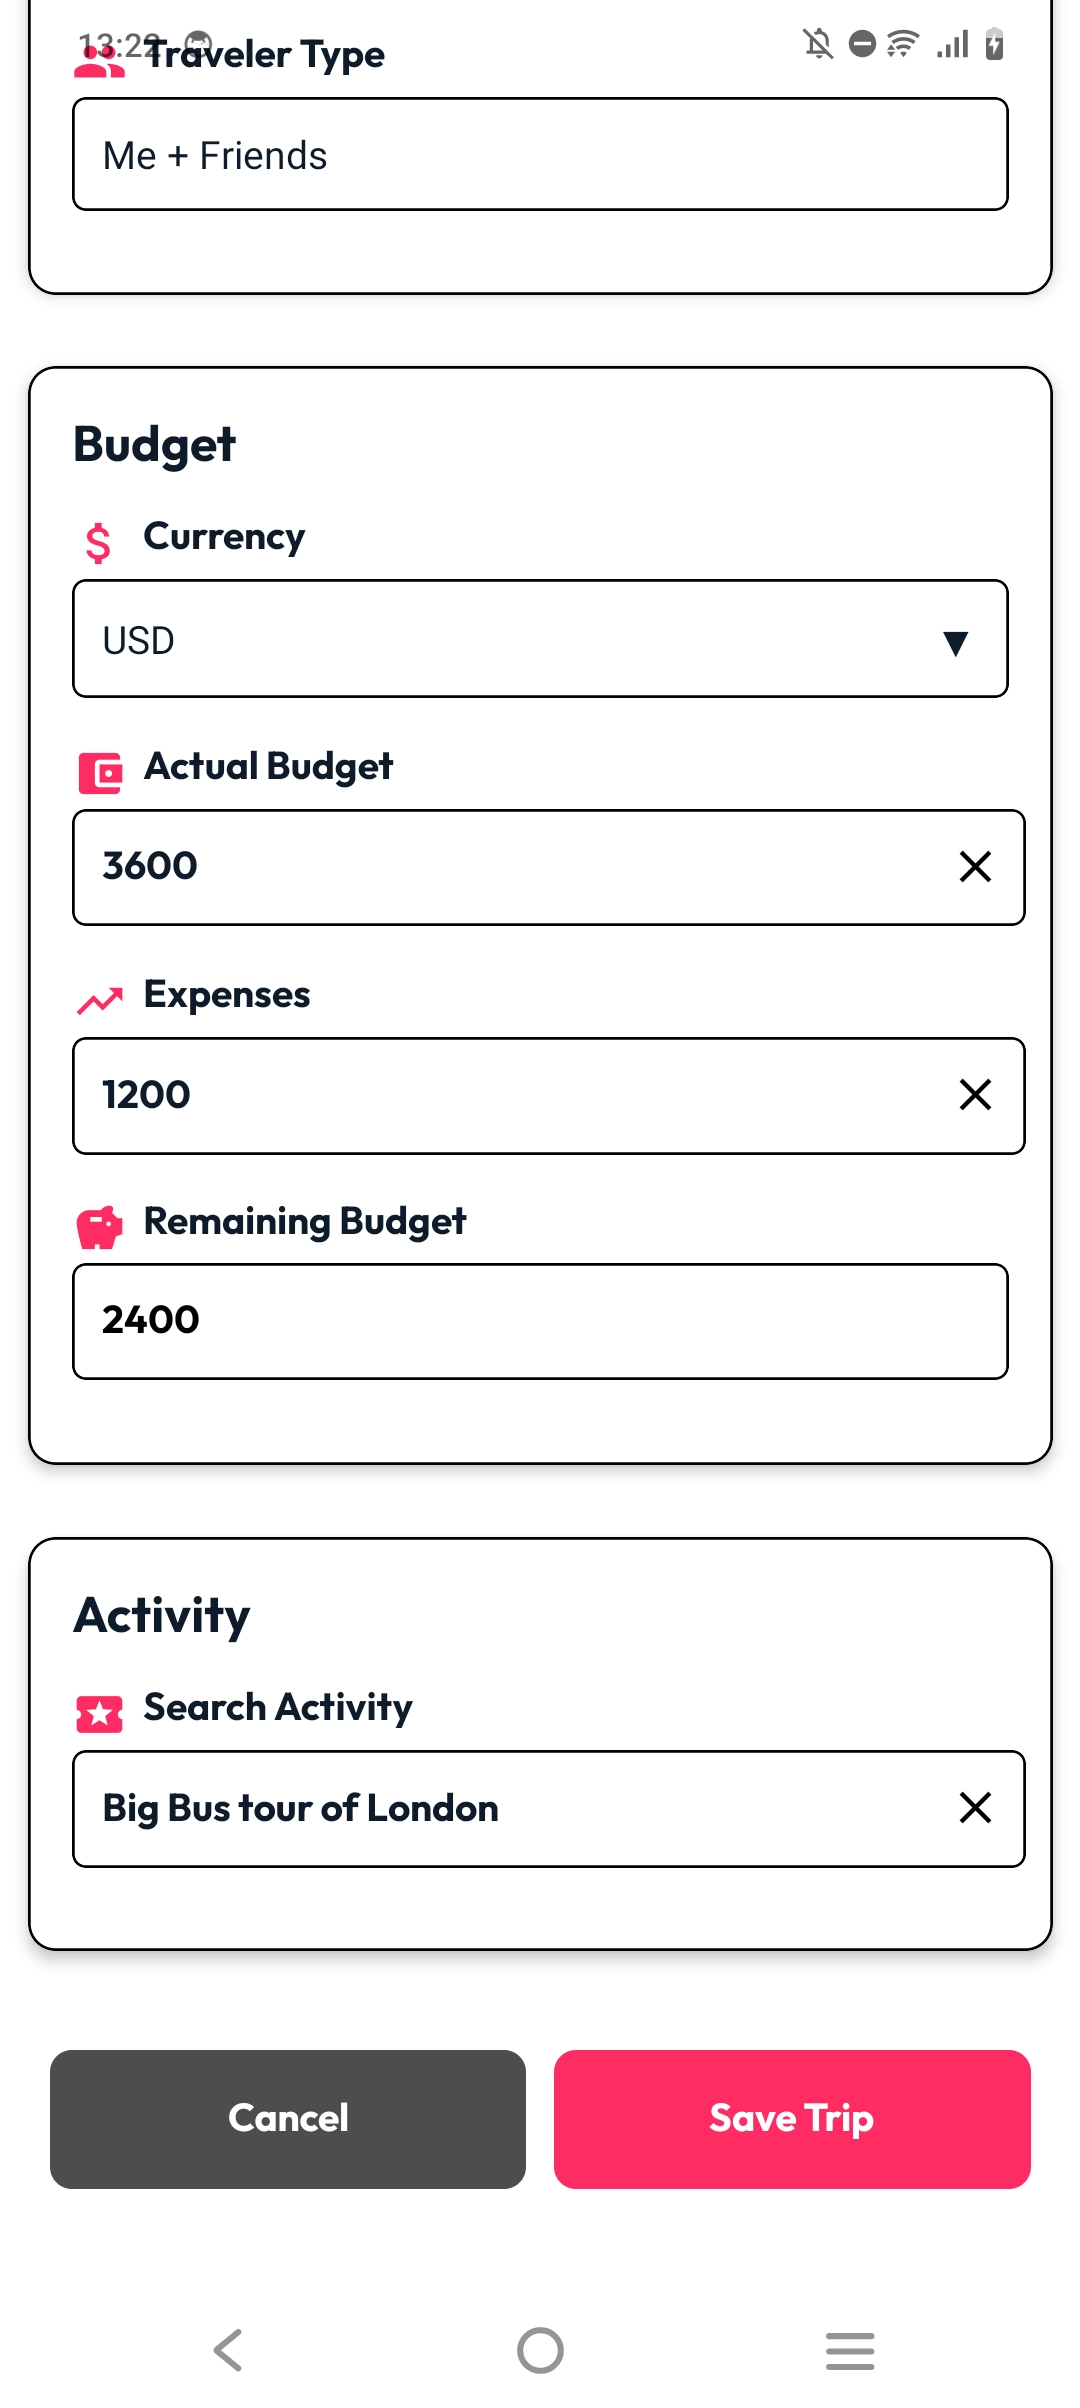 13:22
Traveler Type
Me + Friends
Budget
Currency
USD
Actual Budget
3600
Expenses
1200
Remaining Budget
2400
Activity
Search Activity
Big Bus tour of London
Cancel
Save Trip